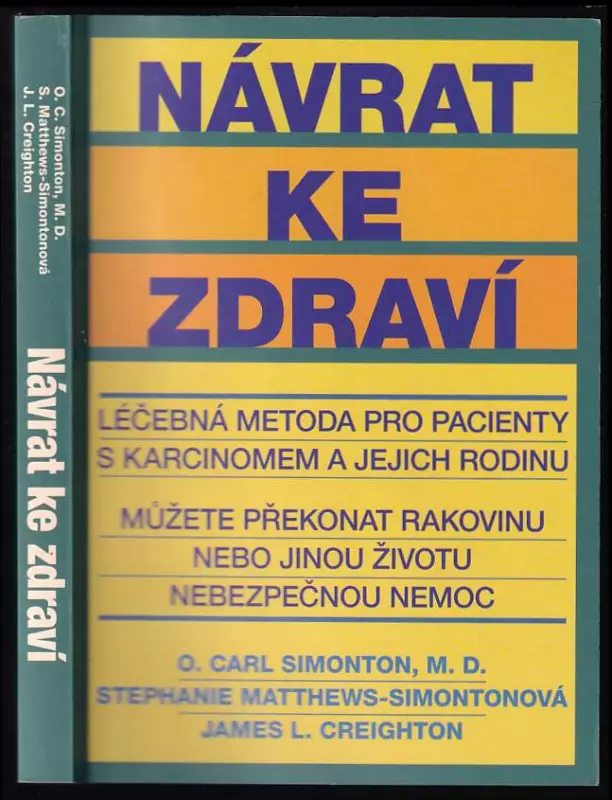 O. C. Simonton, M. D.
S. Matthews-Simontonová
J. L. Creighton
Návrat ke zdraví
NÁVRAT
KE
ZDRAVÍ
LÉČEBNÁ METODA PRO PACIENTY
S KARCINOMEM A JEJICH RODINU
MŮŽETE PŘEKONAT RAKOVINU
NEBO JINOU ŽIVOTU
NEBEZPEČNOU NEMOC
O. CARL SIMONTON, M. D.
STEPHANIE MATTHEWS-SIMONTONOVÁ
JAMES L. CREIGHTON